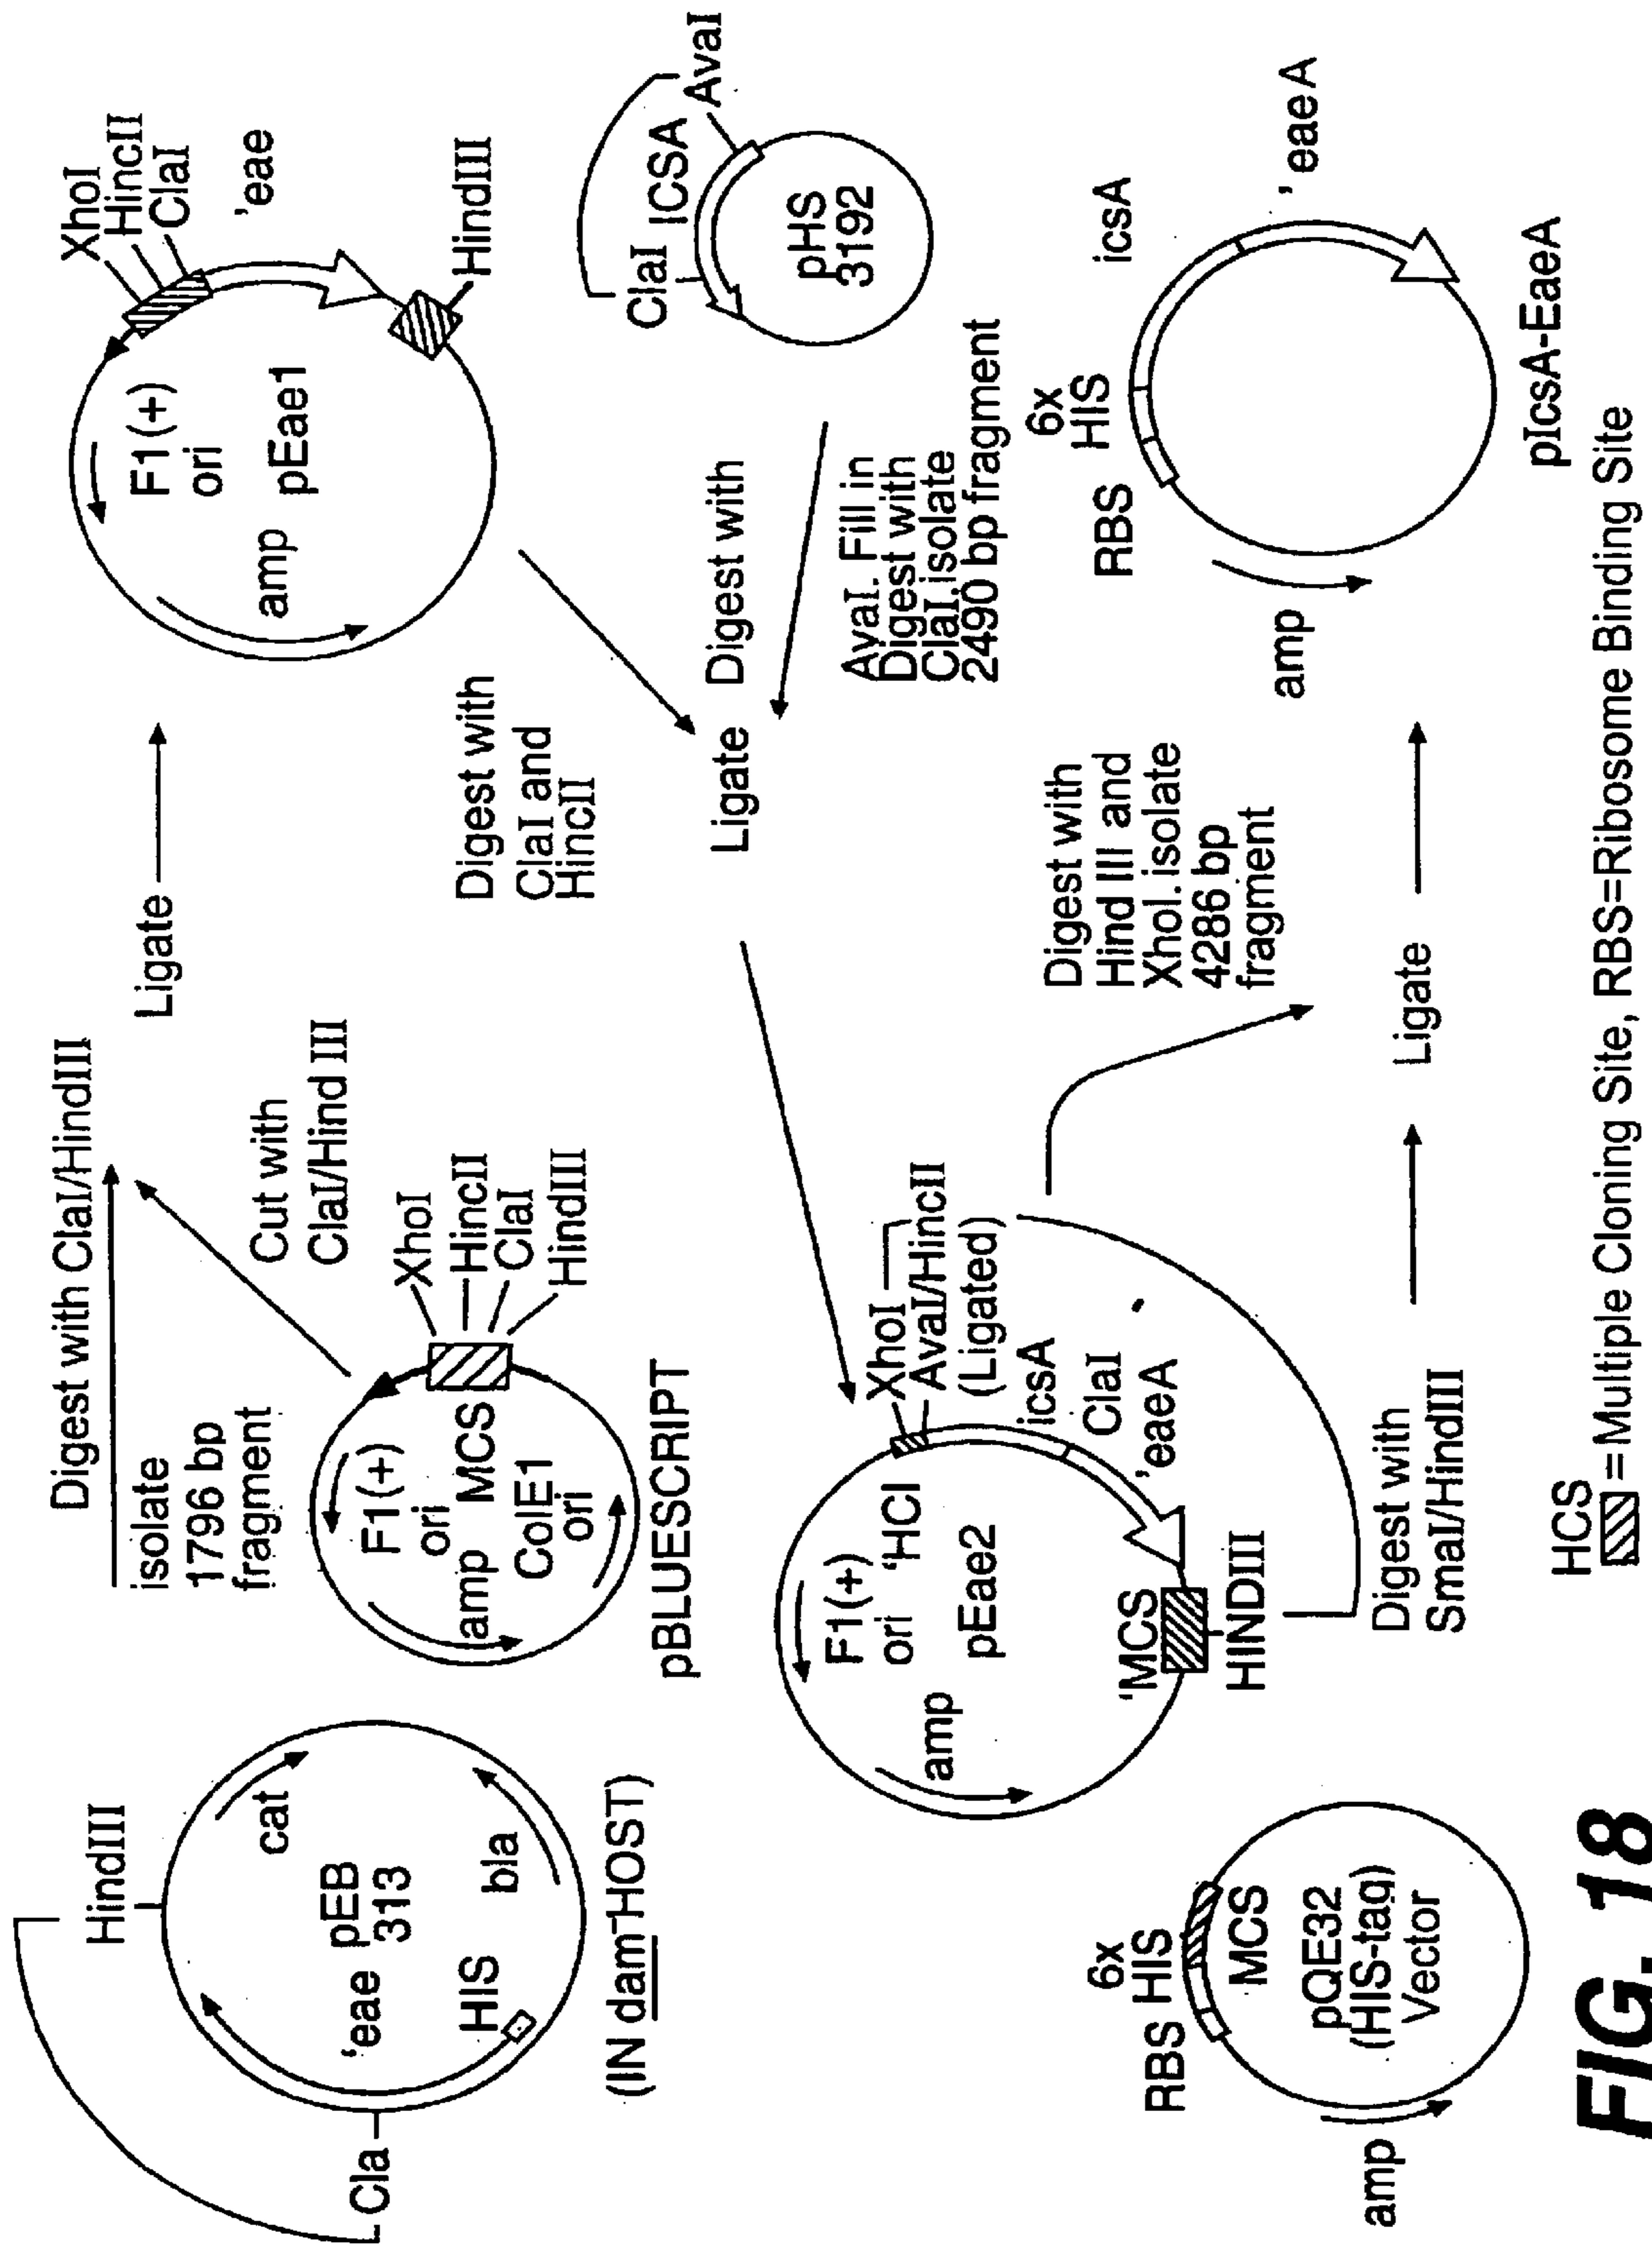 HindIII
Cla
cat
'eae
pEB
313
HIS
bla
(IN dam⁻HOST)
Digest with ClaI/HindIII
isolate
1796 bp
fragment
Cut with
ClaI/Hind III
F1(+)
ori
amp
MCS
ColE1
ori
XhoI
HincII
ClaI
HindIII
pBLUESCRIPT
Ligate
XhoI
HincII
ClaI
'eae
HindIII
F1(+)
ori
amp
pEae1
Digest with
ClaI and
HincII
Ligate
Digest with
AvaI. Fill in
Digest with
ClaI.isolate
2490 bp fragment
ClaI
ICSA
AvaI
pHS
3192
F1(+)
ori
'HCI
amp
pEae2
XhoI
AvaI/HincII
(Ligated)
icsA
ClaI
'eaeA
'MCS
HINDIII
Digest with
Hind III and
XhoI.isolate
4286 bp
fragment
6x
RBS HIS
MCS
pQE32
(HIS-tag)
Vector
amp
Digest with
SmaI/HindIII
Ligate
RBS
6x
HIS
icsA
'eaeA
amp
pIcsA-EaeA
HCS
=Multiple Cloning Site, RBS=Ribosome Binding Site
FIG. 18